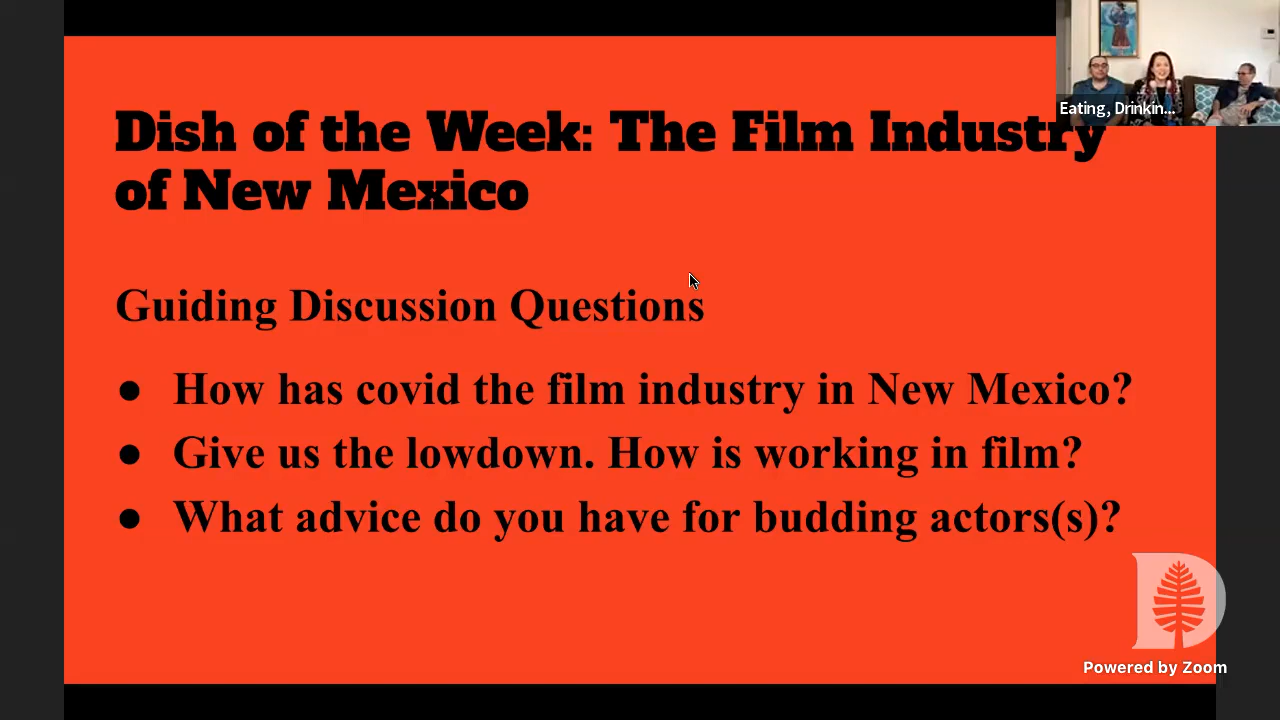 Dish of the Week: The Film Industry
of New Mexico
Eating, Drinkin...
Guiding Discussion Questions
● How has covid the film industry in New Mexico?
● Give us the lowdown. How is working in film?
● What advice do you have for budding actors(s)?
D
Powered by Zoom